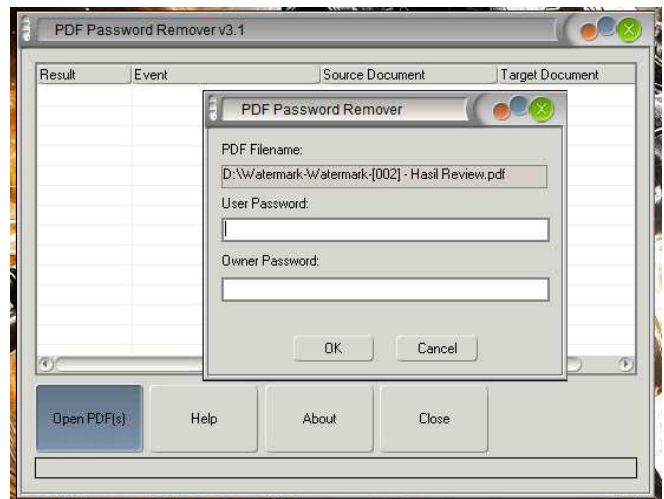 PDF Password Remover v3.1
Result Event Source Document Target Document
PDF Password Remover
PDF Filename:
D:\Watermark-Watermark-[002] - Hasil Review.pdf
User Password:
Owner Password:
OK Cancel
Open PDF(s) Help About Close